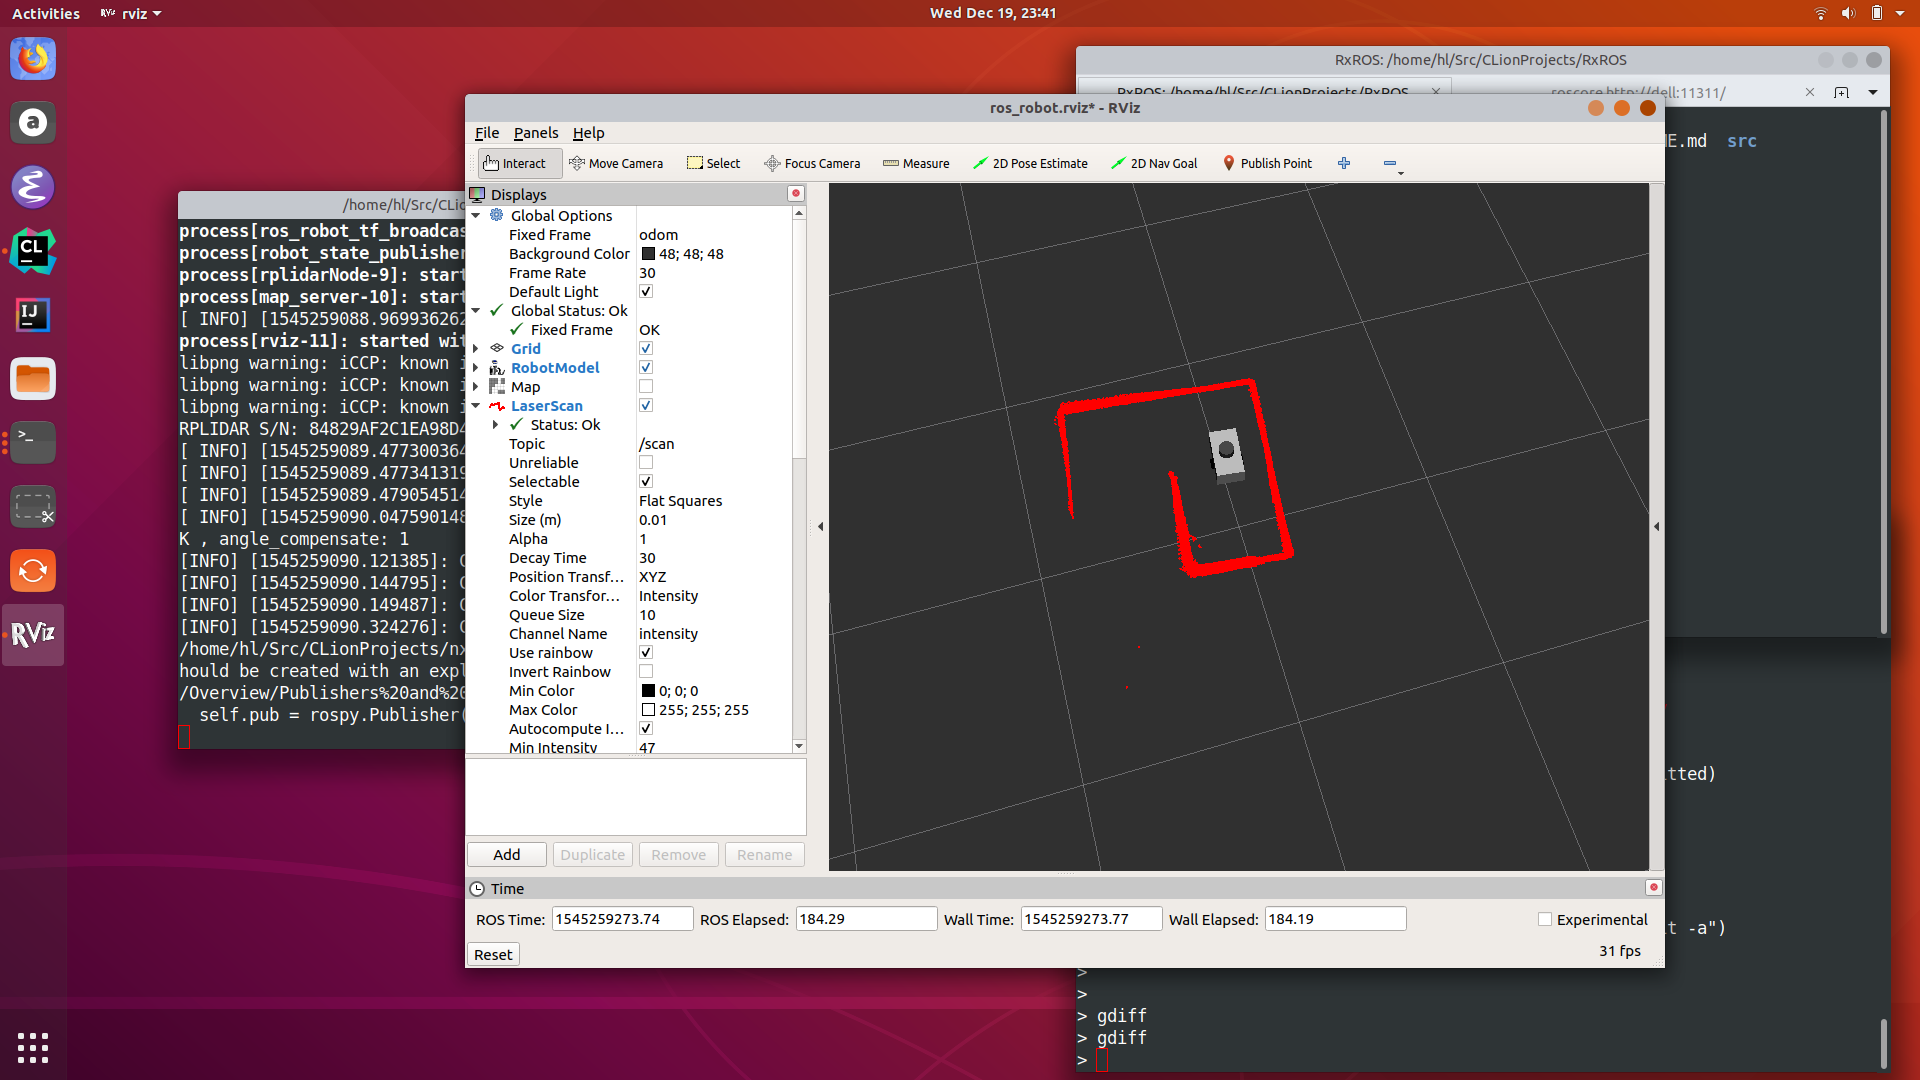 Activities
rviz
Wed Dec 19, 23:41
RxROS: /home/hl/Src/CLionProjects/RxROS
RxROS: /home/hl/Src/CLionProjects/RxROS
roscore http://dell:11311/
E.md src
/home/hl/Src/CLio
process[ros_robot_tf_broadcas
process[robot_state_publisher
process[rplidarNode-9]: start
process[map_server-10]: start
[ INFO] [1545259088.969936262
process[rviz-11]: started wit
libpng warning: iCCP: known i
libpng warning: iCCP: known i
libpng warning: iCCP: known i
RPLIDAR S/N: 84829AF2C1EA98D4
[ INFO] [1545259089.477300364
[ INFO] [1545259089.477341319
[ INFO] [1545259089.479054514
[ INFO] [1545259090.047590148
K , angle_compensate: 1
[INFO] [1545259090.121385]: C
[INFO] [1545259090.144795]: C
[INFO] [1545259090.149487]: C
[INFO] [1545259090.324276]: C
/home/hl/Src/CLionProjects/nx
hould be created with an expl
/Overview/Publishers%20and%20
self.pub = rospy.Publisher(
ros_robot.rviz* - RViz
File Panels Help
Interact Move Camera Select Focus Camera Measure 2D Pose Estimate 2D Nav Goal Publish Point
Displays
Global Options
Fixed Frame odom
Background Color 48; 48; 48
Frame Rate 30
Default Light
Global Status: Ok
Fixed Frame OK
Grid
RobotModel
Map
LaserScan
Status: Ok
Topic /scan
Unreliable
Selectable
Style Flat Squares
Size (m) 0.01
Alpha 1
Decay Time 30
Position Transf... XYZ
Color Transfor... Intensity
Queue Size 10
Channel Name intensity
Use rainbow
Invert Rainbow
Min Color 0; 0; 0
Max Color 255; 255; 255
Autocompute I...
Min Intensity 47
Add Duplicate Remove Rename
Time
ROS Time: 1545259273.74 ROS Elapsed: 184.29 Wall Time: 1545259273.77 Wall Elapsed: 184.19 Experimental
Reset
31 fps
tted)
t -a")
>
>
> gdiff
> gdiff
>
CL
IJ
RViz